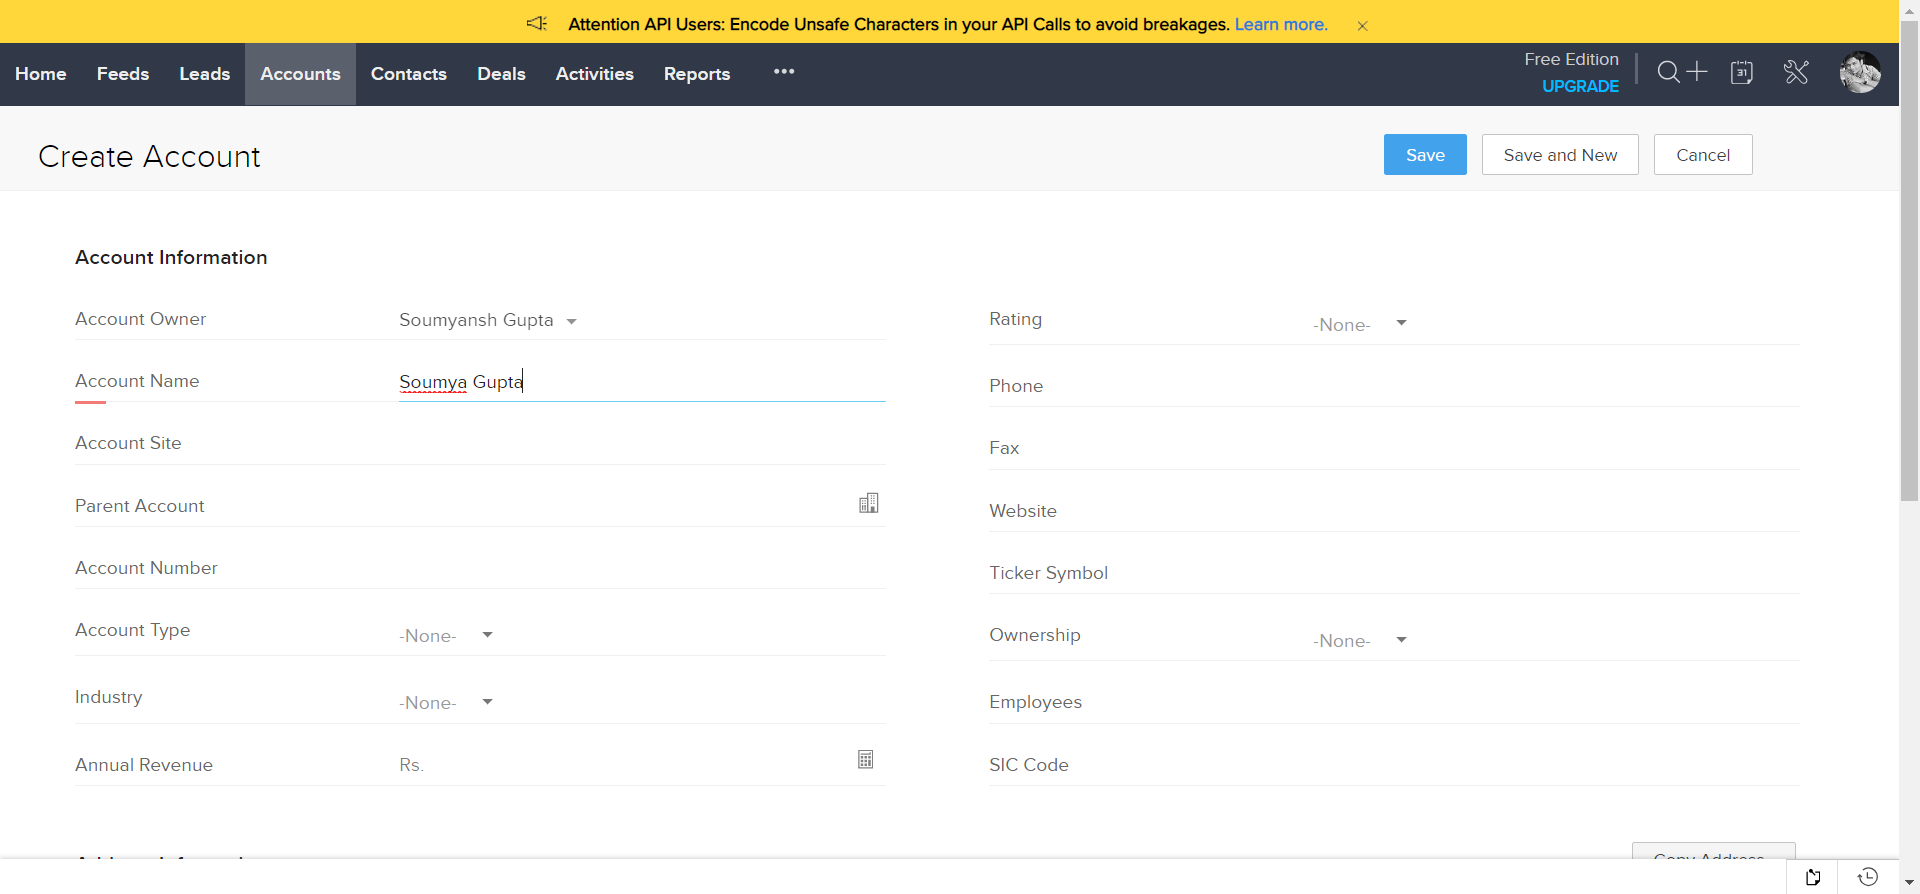 Attention API Users: Encode Unsafe Characters in your API Calls to avoid breakages. Learn more.
Home Feeds Leads Accounts Contacts Deals Activities Reports
Free Edition
UPGRADE
31
Create Account
Save
Save and New
Cancel
Account Information
Account Owner Soumyansh Gupta
Rating -None-
Account Name Soumya Gupta
Phone
Account Site
Fax
Parent Account
Website
Account Number
Ticker Symbol
Account Type -None-
Ownership -None-
Industry -None-
Employees
Annual Revenue Rs.
SIC Code
Copy Address